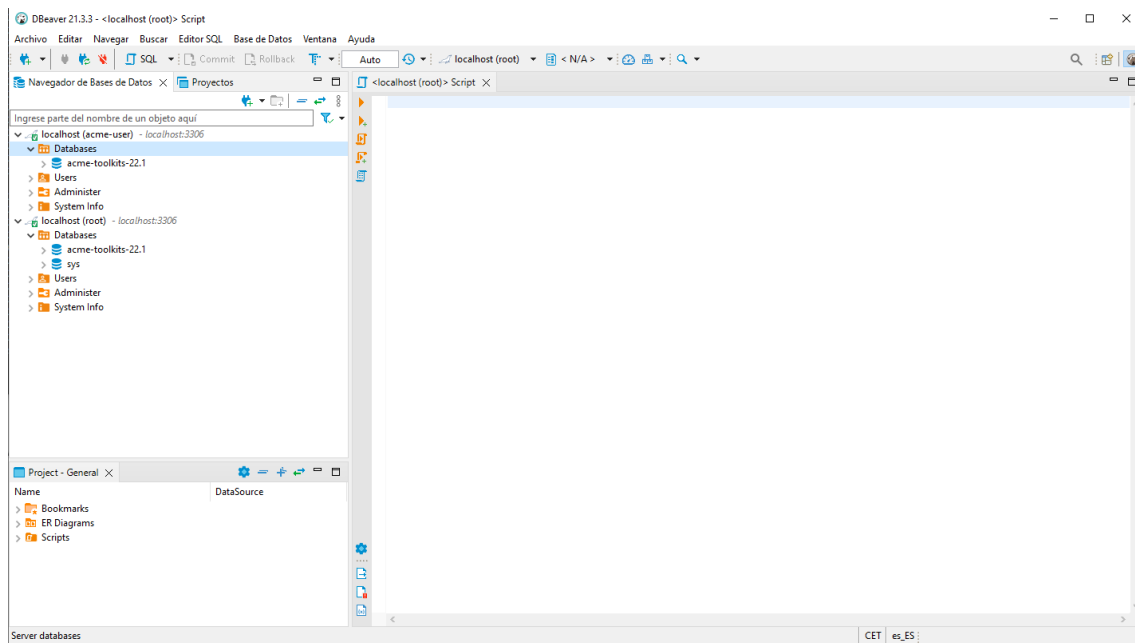 DBeaver 21.3.3 - <localhost (root)> Script
Archivo Editar Navegar Buscar Editor SQL Base de Datos Ventana Ayuda
SQL Commit Rollback Auto localhost (root) < N/A >
Navegador de Bases de Datos Proyectos
<localhost (root)> Script
Ingrese parte del nombre de un objeto aquí
localhost (acme-user) - localhost:3306
Databases
acme-toolkits-22.1
Users
Administer
System Info
localhost (root) - localhost:3306
Databases
acme-toolkits-22.1
sys
Users
Administer
System Info
Project - General
Name DataSource
Bookmarks
ER Diagrams
Scripts
Server databases CET es_ES